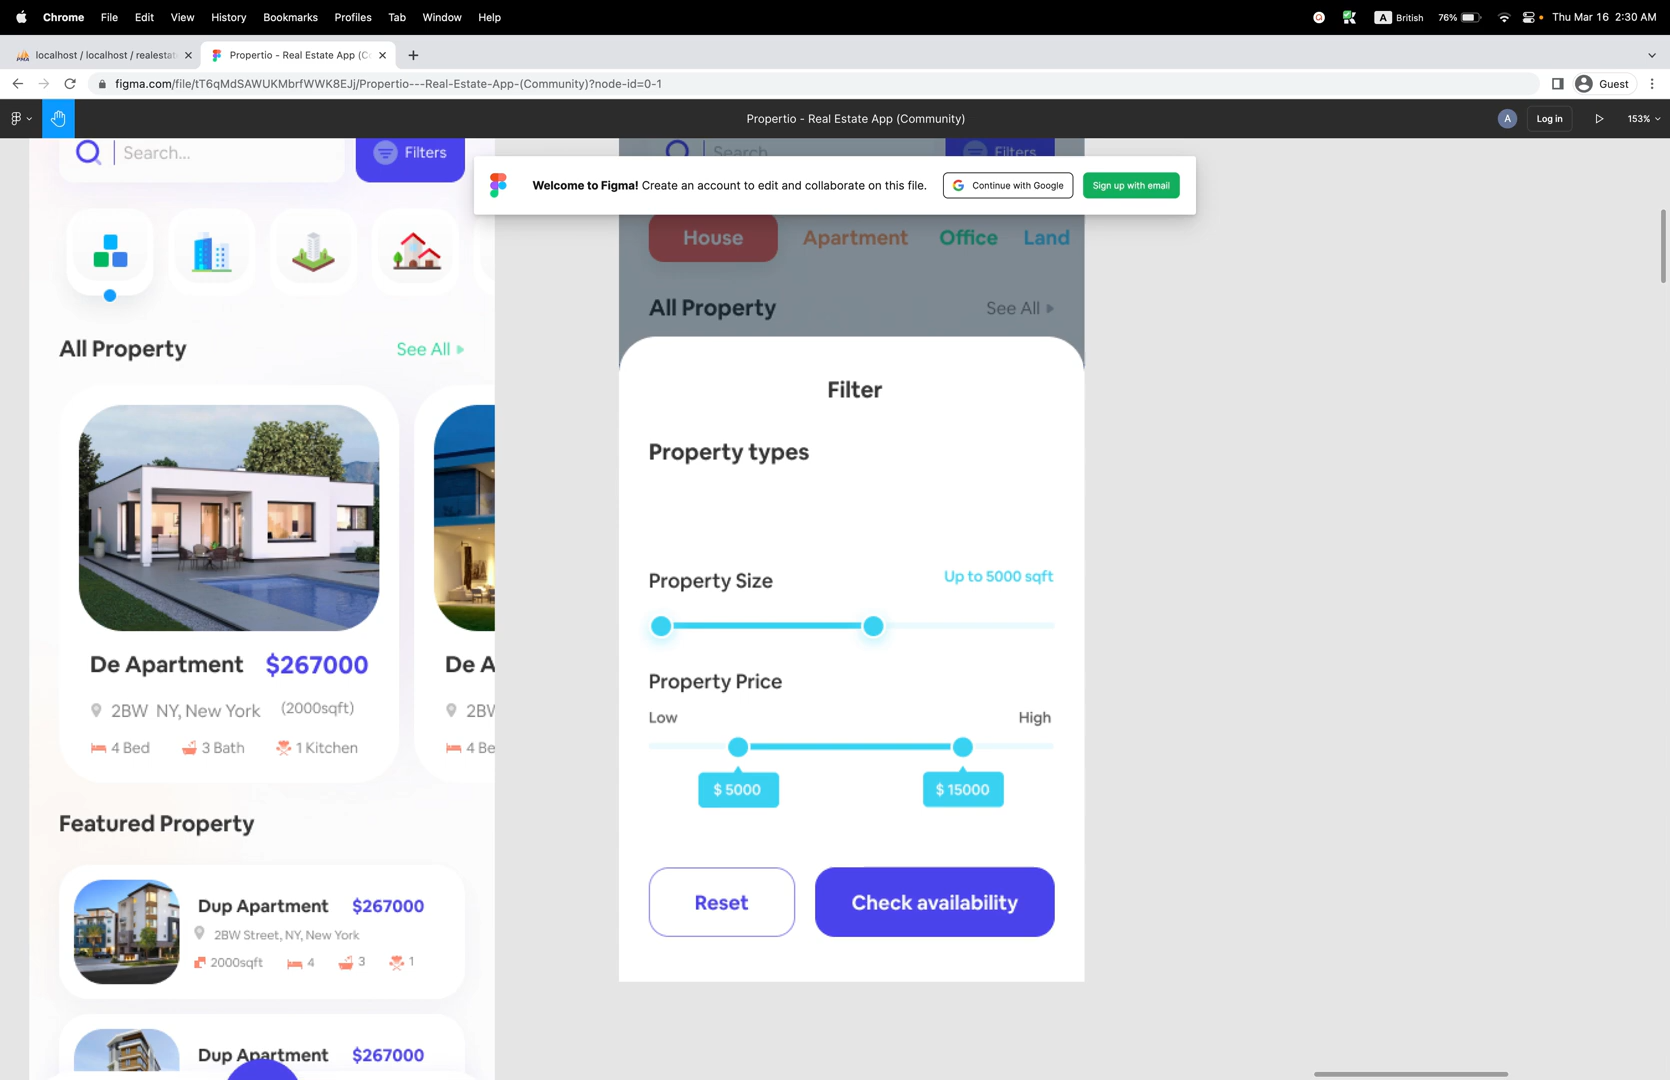 Chrome File Edit View History Bookmarks Profiles Tab Window Help
A British 76% Thu Mar 16 2:30 AM
localhost / localhost / realestat
Propertio - Real Estate App (C
figma.com/file/tT6qMdSAWUKMbrfWWK8EJj/Propertio---Real-Estate-App-(Community)?node-id=0-1
Guest
Propertio - Real Estate App (Community)
A
Log in
153%
Search...
Filters
Search
Filters
Welcome to Figma! Create an account to edit and collaborate on this file.
Continue with Google
Sign up with email
House Apartment Office Land
All Property See All
All Property See All
Filter
Property types
Property Size Up to 5000 sqft
Property Price
Low High
$ 5000 $ 15000
Reset Check availability
De Apartment $267000
2BW NY, New York (2000sqft)
4 Bed 3 Bath 1 Kitchen
De A
2BW
4 Be
Featured Property
Dup Apartment $267000
2BW Street, NY, New York
2000sqft 4 3 1
Dup Apartment $267000